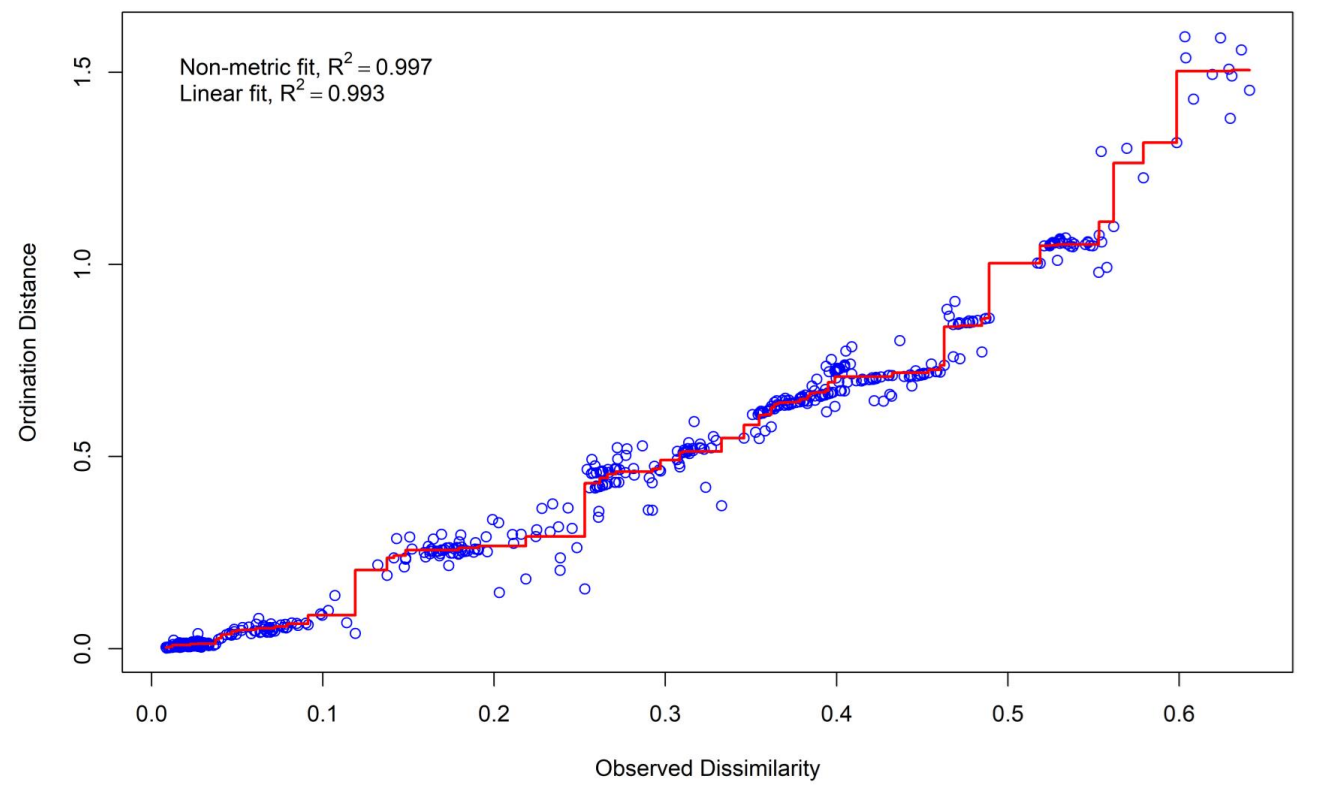 Non-metric fit, R² = 0.997
Linear fit, R² = 0.993
Ordination Distance
1.5
1.0
0.5
0.0
0.0 0.1 0.2 0.3 0.4 0.5 0.6
Observed Dissimilarity